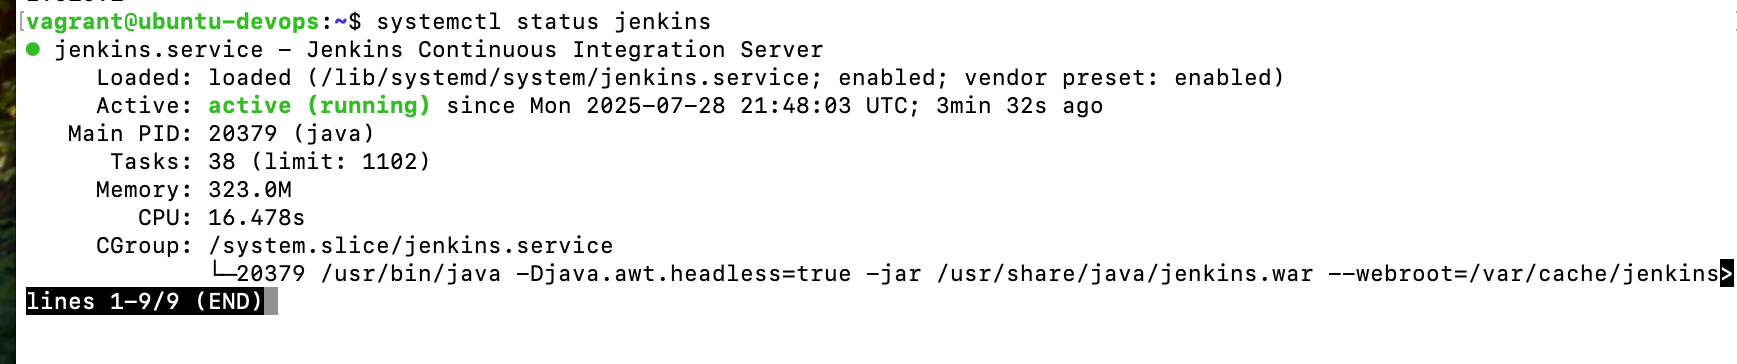 vagrant@ubuntu-devops:~$ systemctl status jenkins
● jenkins.service - Jenkins Continuous Integration Server
Loaded: loaded (/lib/systemd/system/jenkins.service; enabled; vendor preset: enabled)
Active: active (running) since Mon 2025-07-28 21:48:03 UTC; 3min 32s ago
Main PID: 20379 (java)
Tasks: 38 (limit: 1102)
Memory: 323.0M
CPU: 16.478s
CGroup: /system.slice/jenkins.service
└─20379 /usr/bin/java -Djava.awt.headless=true -jar /usr/share/java/jenkins.war --webroot=/var/cache/jenkins>
lines 1-9/9 (END)